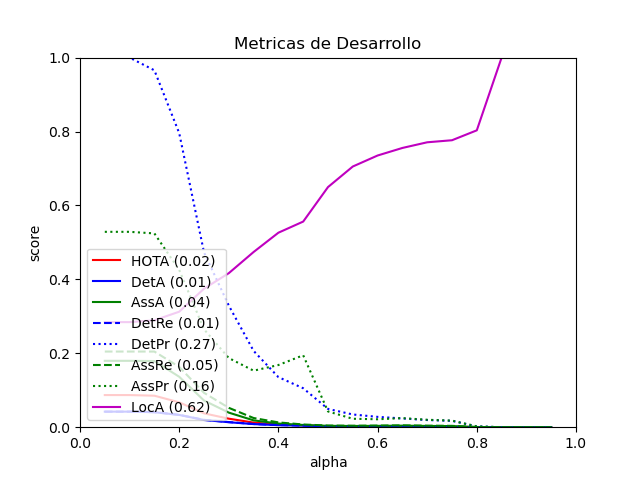 Metricas de Desarrollo
score
1.0
0.8
0.6
0.4
0.2
0.0
HOTA (0.02)
DetA (0.01)
AssA (0.04)
DetRe (0.01)
DetPr (0.27)
AssRe (0.05)
AssPr (0.16)
LocA (0.62)
0.0 0.2 0.4 0.6 0.8 1.0
alpha